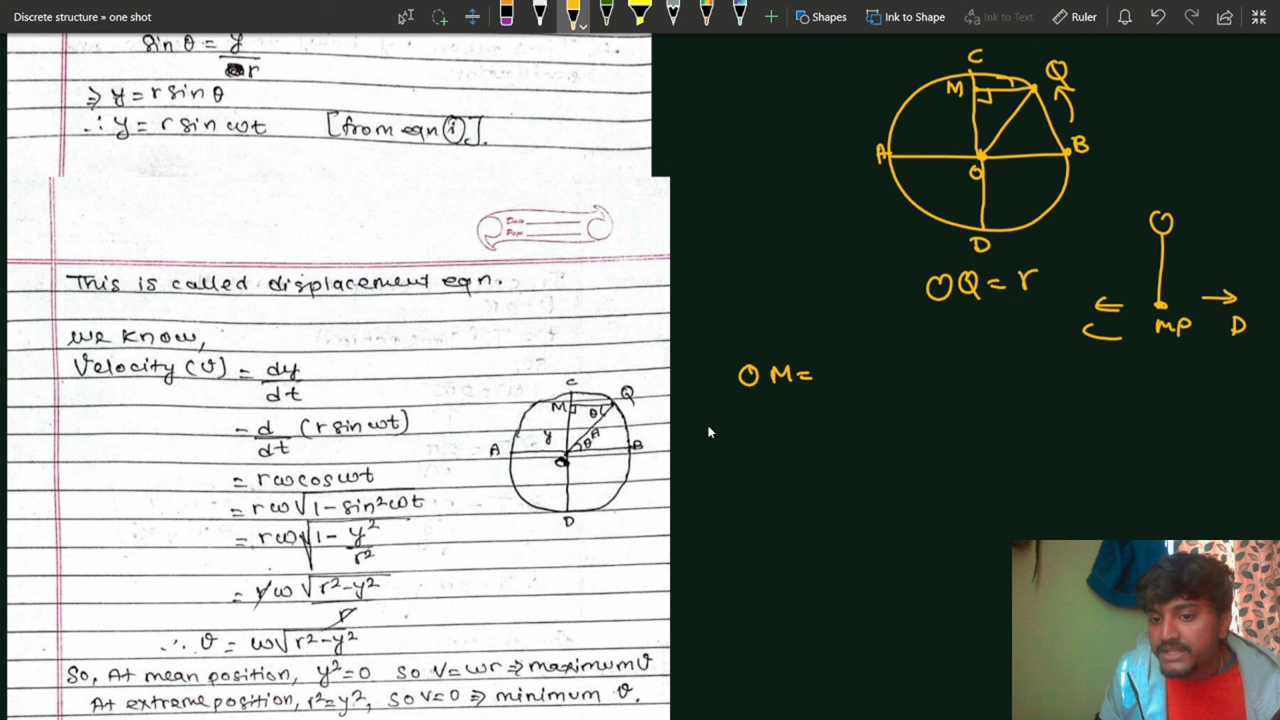 Discrete structure » one shot
Shapes
Ink to Shape
Ink to Text
Ruler
sin θ = y
r
⇒ y = r sin θ
∴ y = r sin ωt [from eqn (i)].
Date
Page
This is called displacement eqn.
we know,
Velocity (v) = dy
dt
= d (r sin ωt)
dt
= rω cos ωt
= rω √1 - sin²ωt
= rω √1 - y²
r²
= rω √r²-y²
r
∴ v = ω√r²-y²
So, At mean position, y²=0 so v=ωr ⇒ maximum v
At extreme position, r²=y², so v=0 ⇒ minimum v.
C
M
Q
θ
y
θ
A
B
D
C
M
Q
A
O
B
D
OQ = r
C
MP
D
OM =